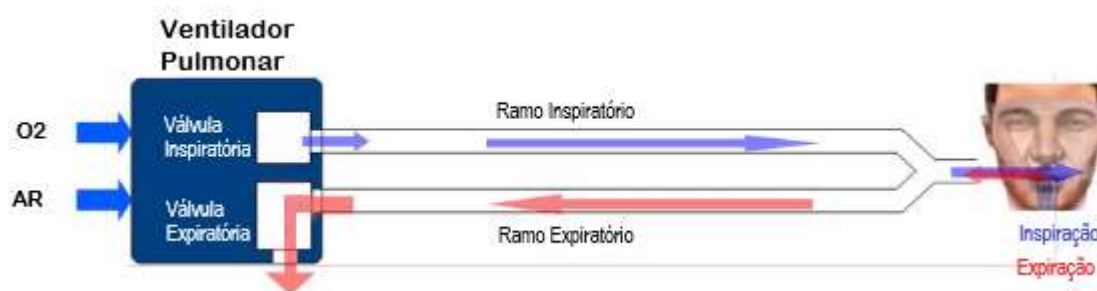 Ventilador
Pulmonar
O2
AR
Válvula
Inspiratória
Válvula
Expiratória
Ramo Inspiratório
Ramo Expiratório
Inspiração
Expiração